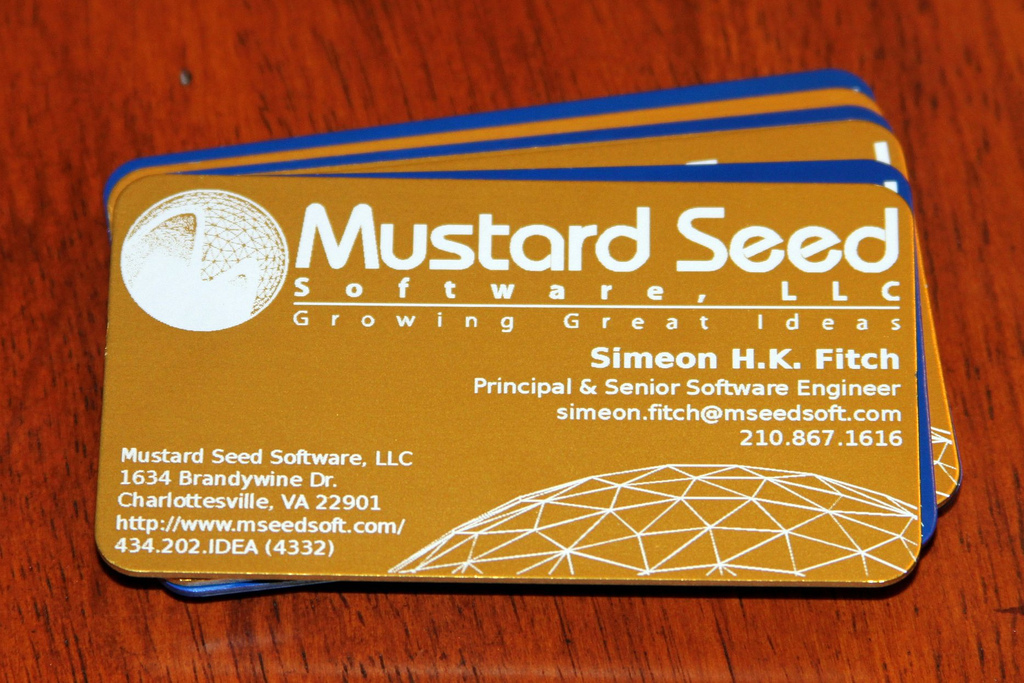 Mustard Seed
Software, LLC
Growing Great Ideas
Simeon H.K. Fitch
Principal & Senior Software Engineer
simeon.fitch@mseedsoft.com
210.867.1616
Mustard Seed Software, LLC
1634 Brandywine Dr.
Charlottesville, VA 22901
http://www.mseedsoft.com/
434.202.IDEA (4332)